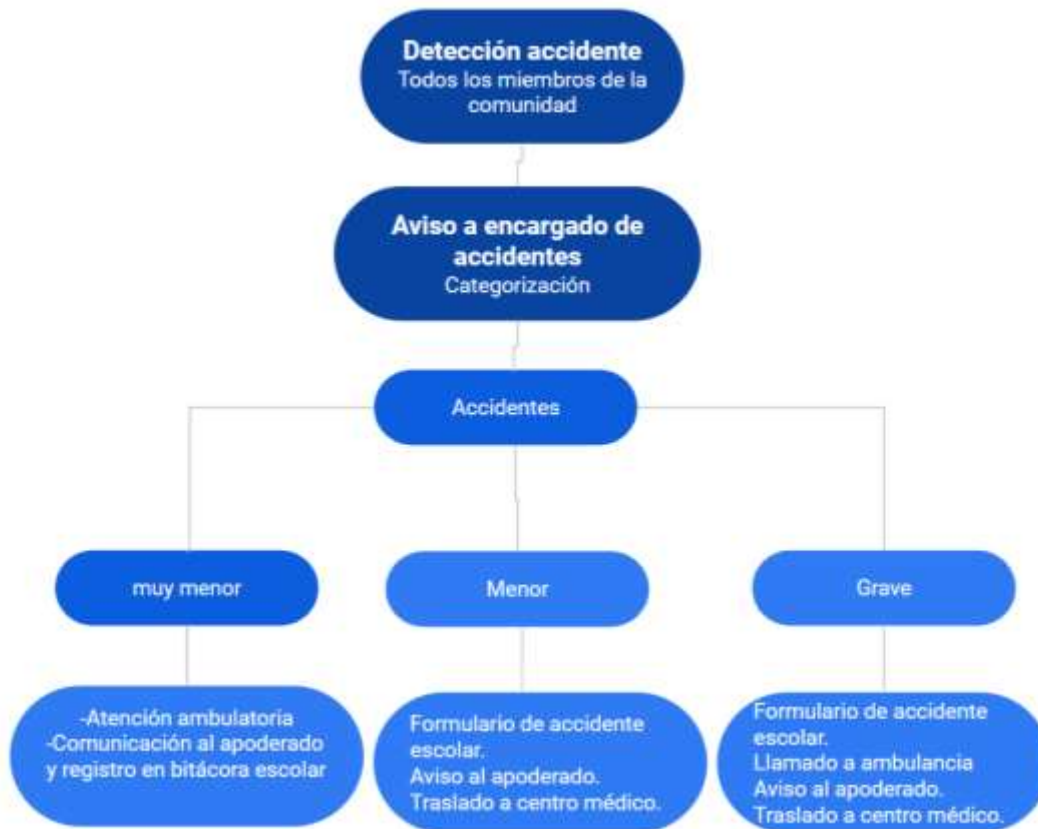 Detección accidente
Todos los miembros de la
comunidad
Aviso a encargado de
accidentes
Categorización
Accidentes
muy menor
Menor
Grave
-Atención ambulatoria
-Comunicación al apoderado
y registro en bitácora escolar
Formulario de accidente
escolar.
Aviso al apoderado.
Traslado a centro médico.
Formulario de accidente
escolar.
Llamado a ambulancia
Aviso al apoderado.
Traslado a centro médico.